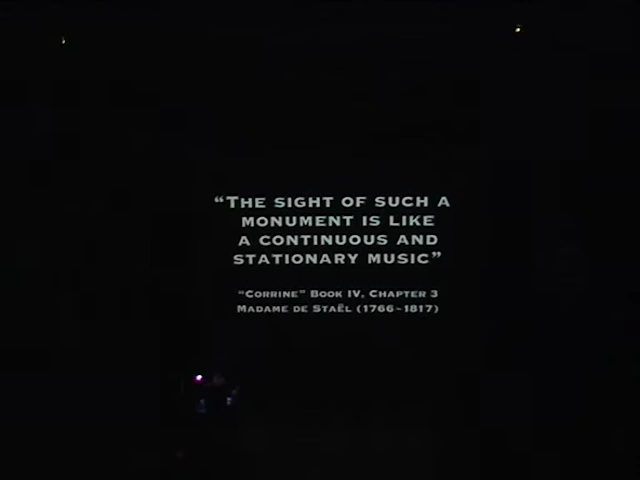 “The sight of such a
monument is like
a continuous and
stationary music”
“Corrine” Book IV, Chapter 3
Madame de Staël (1766~1817)